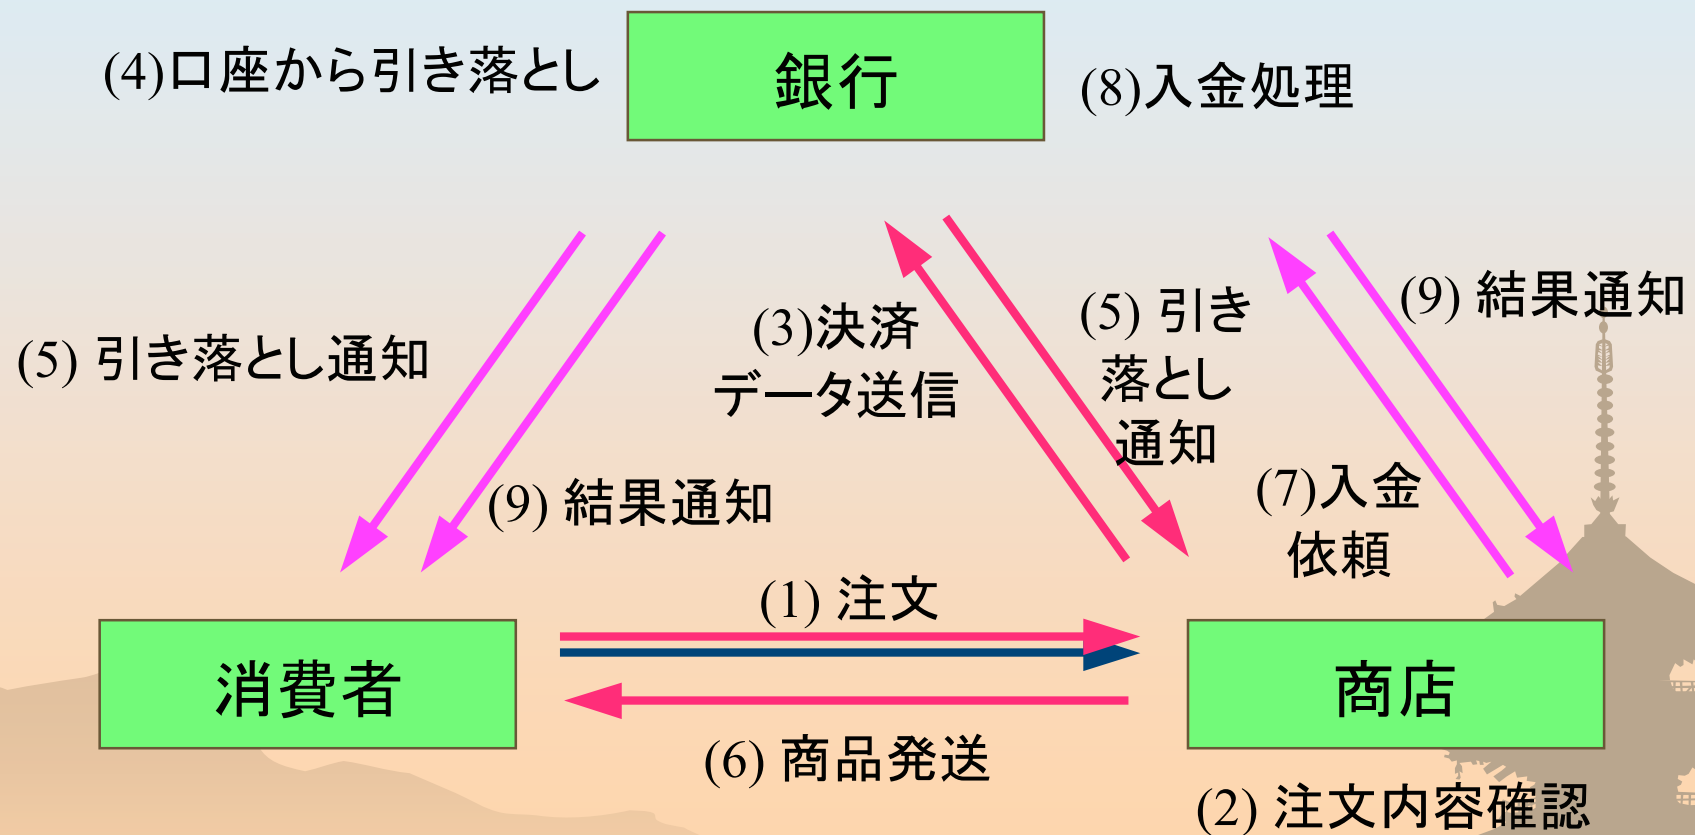 (4)口座から引き落とし
銀行
(8)入金処理
(5) 引き落とし通知
(9) 結果通知
(3)決済
データ送信
(5) 引き
落とし
通知
(9) 結果通知
(7)入金
依頼
(1) 注文
消費者
商店
(6) 商品発送
(2) 注文内容確認